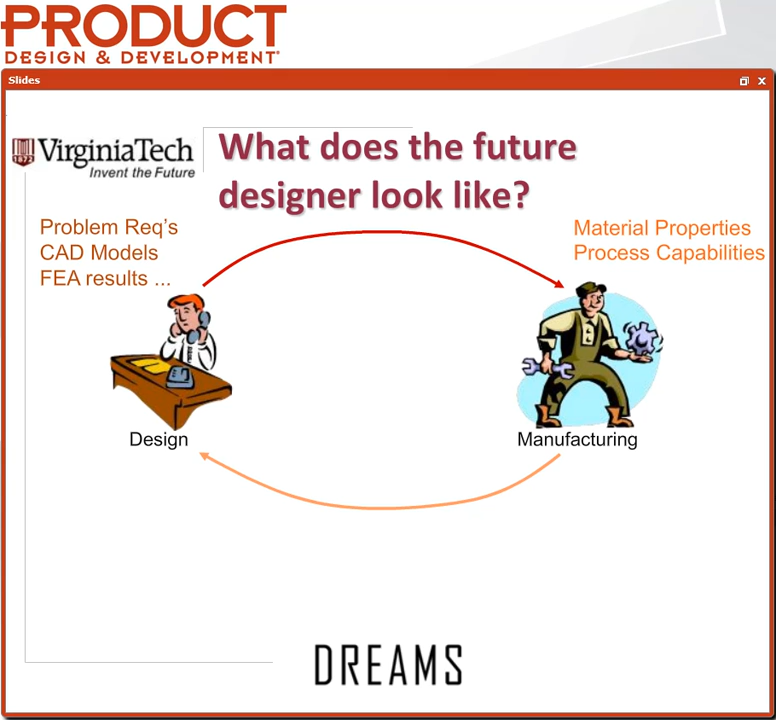 PRODUCT
DESIGN & DEVELOPMENT
Slides
VirginiaTech
1872
Invent the Future
What does the future
designer look like?
Problem Req's
CAD Models
FEA results ...
Material Properties
Process Capabilities
Design
Manufacturing
DREAMS